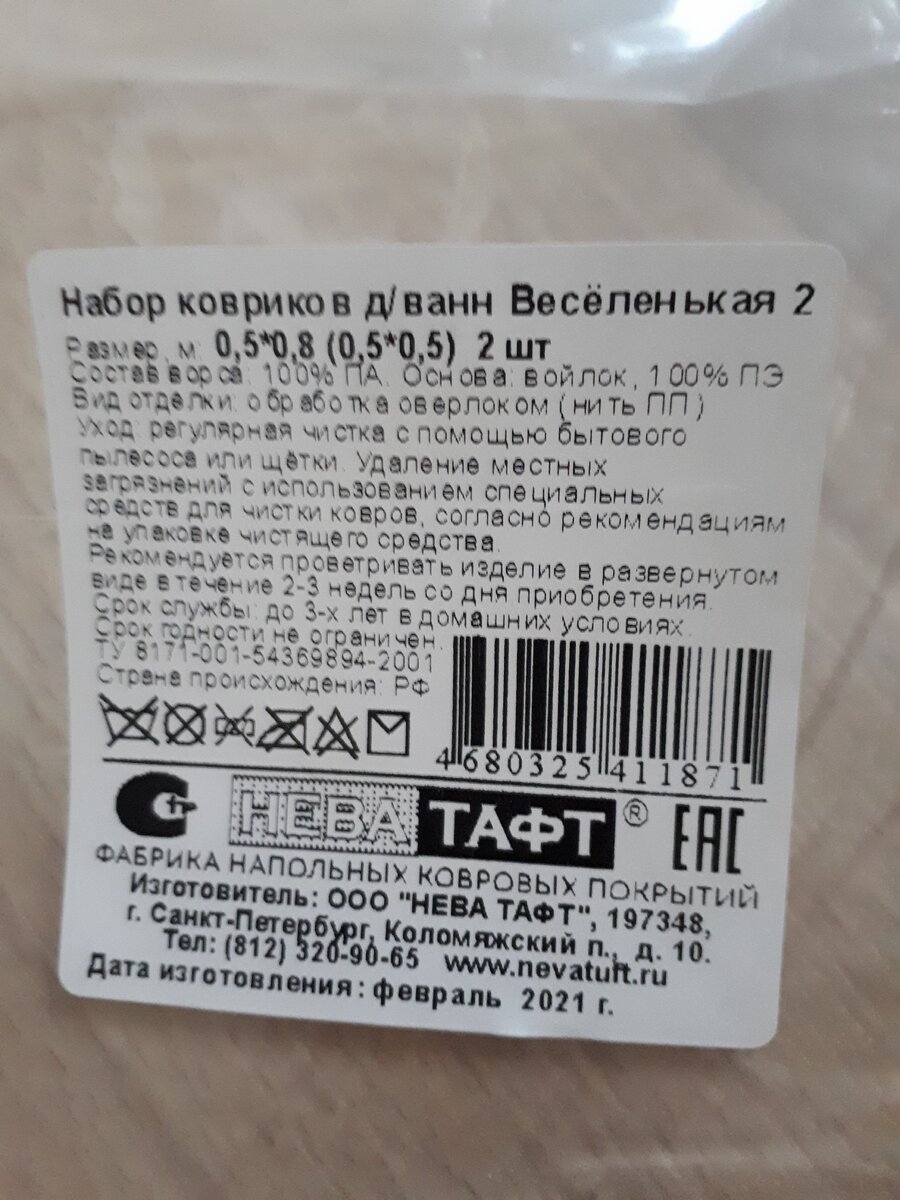 Набор ковриков д/ванн Весёленькая 2
Размер, м: 0,5*0,8 (0,5*0,5) 2 шт
Состав ворса: 100% ПА. Основа: войлок, 100% ПЭ
Вид отделки: обработка оверлоком (нить ПП)
Уход: регулярная чистка с помощью бытового
пылесоса или щётки. Удаление местных
загрязнений с использованием специальных
средств для чистки ковров, согласно рекомендациям
на упаковке чистящего средства.
Рекомендуется проветривать изделие в развернутом
виде в течение 2-3 недель со дня приобретения.
Срок службы: до 3-х лет в домашних условиях.
Срок годности не ограничен.
ТУ 8171-001-54369894-2001
Страна происхождения: РФ
4 680325 411871
НЕВА ТАФТ ® EAC
ФАБРИКА НАПОЛЬНЫХ КОВРОВЫХ ПОКРЫТИЙ
Изготовитель: ООО "НЕВА ТАФТ", 197348,
г. Санкт-Петербург, Коломяжский п., д. 10.
Тел: (812) 320-90-65 www.nevatuft.ru
Дата изготовления: февраль 2021 г.